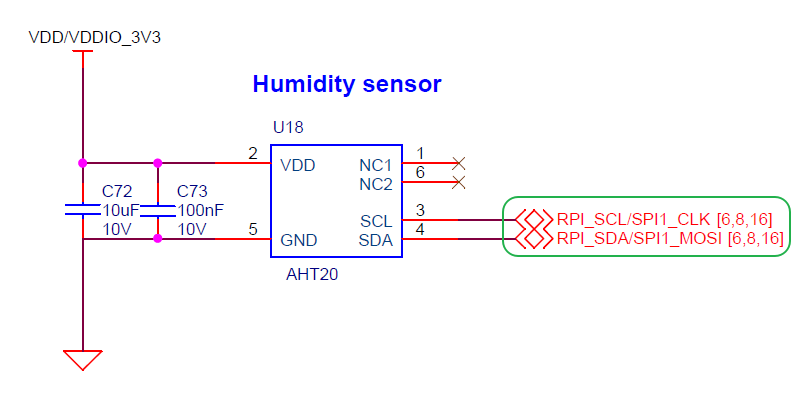 VDD/VDDIO_3V3
Humidity sensor
U18
2
VDD
NC1
1
NC2
6
C72
10uF
10V
C73
100nF
10V
SCL
3
RPI_SCL/SPI1_CLK [6,8,16]
5
GND
SDA
4
RPI_SDA/SPI1_MOSI [6,8,16]
AHT20